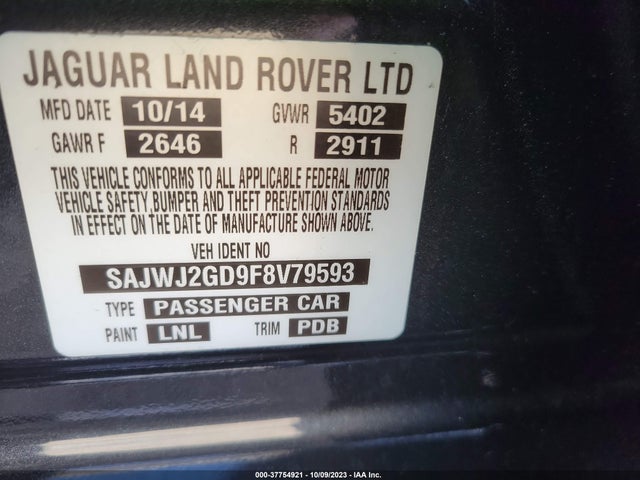 JAGUAR LAND ROVER LTD
MFD DATE 10/14 GVWR 5402
GAWR F 2646 R 2911
THIS VEHICLE CONFORMS TO ALL APPLICABLE FEDERAL MOTOR
VEHICLE SAFETY, BUMPER AND THEFT PREVENTION STANDARDS
IN EFFECT ON THE DATE OF MANUFACTURE SHOWN ABOVE.
VEH IDENT NO
SAJWJ2GD9F8V79593
TYPE PASSENGER CAR
PAINT LNL TRIM PDB
000-37754921 - 10/09/2023 - IAA Inc.